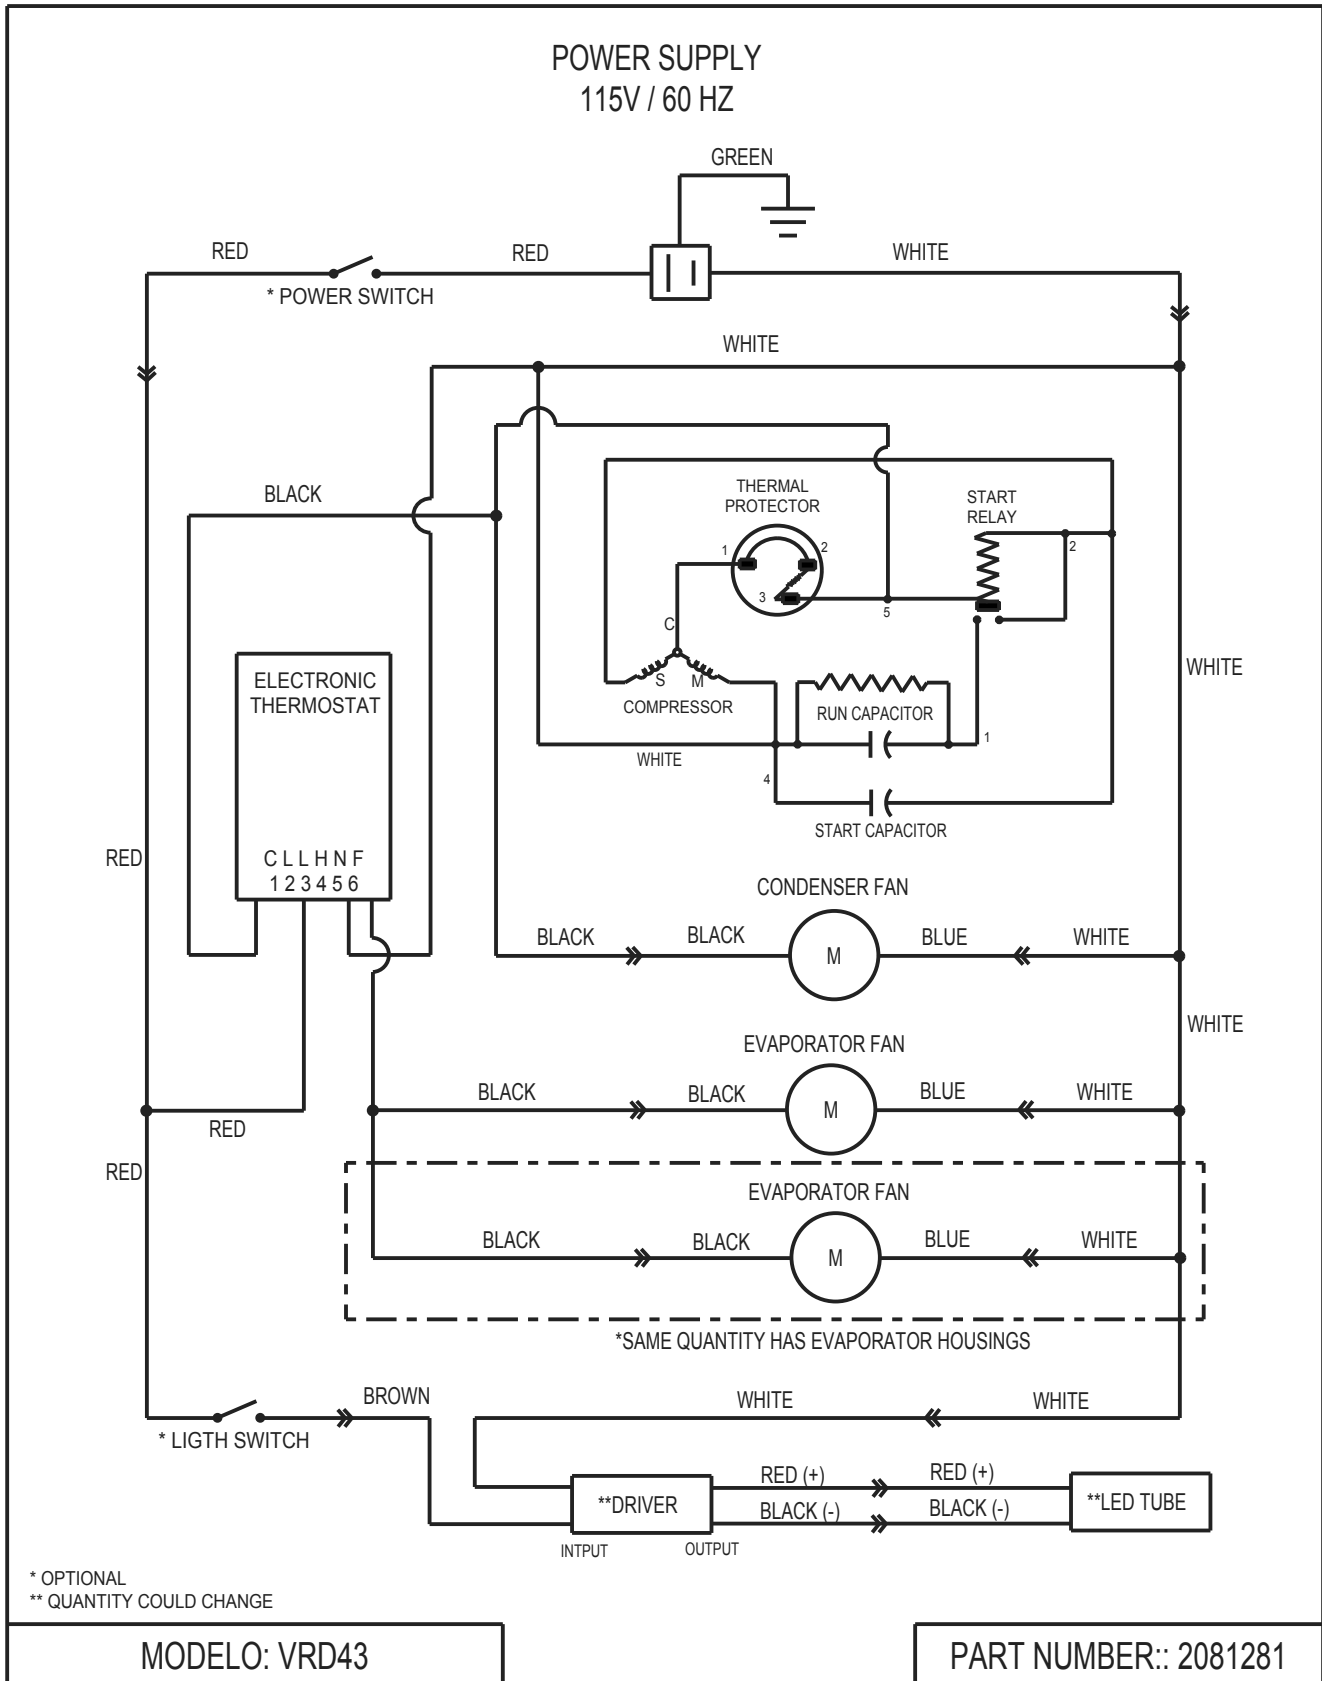 POWER SUPPLY
115V / 60 HZ
GREEN
RED
RED
WHITE
* POWER SWITCH
WHITE
BLACK
THERMAL
PROTECTOR
START
RELAY
1
2
2
3
5
C
S M
COMPRESSOR
RUN CAPACITOR
WHITE
1
4
START CAPACITOR
ELECTRONIC
THERMOSTAT
C L L H N F
1 2 3 4 5 6
RED
WHITE
CONDENSER FAN
BLACK
BLACK
M
BLUE
WHITE
WHITE
EVAPORATOR FAN
BLACK
BLACK
M
BLUE
WHITE
RED
RED
EVAPORATOR FAN
BLACK
BLACK
M
BLUE
WHITE
*SAME QUANTITY HAS EVAPORATOR HOUSINGS
BROWN
WHITE
WHITE
* LIGTH SWITCH
RED (+)
RED (+)
**DRIVER
**LED TUBE
BLACK (-)
BLACK (-)
INTPUT
OUTPUT
* OPTIONAL
** QUANTITY COULD CHANGE
MODELO: VRD43
PART NUMBER:: 2081281